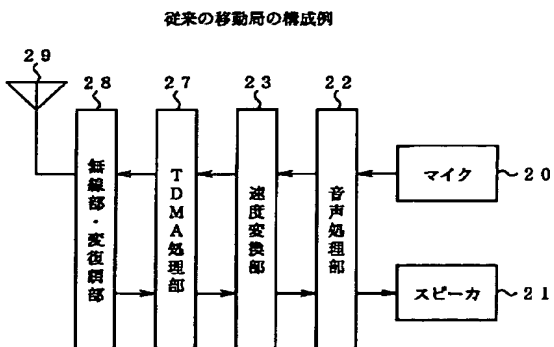 従来の移動局の構成例
29
28
27
23
22
無線部・変復調部
TDMA処理部
速度変換部
音声処理部
マイク
20
スピーカ
21